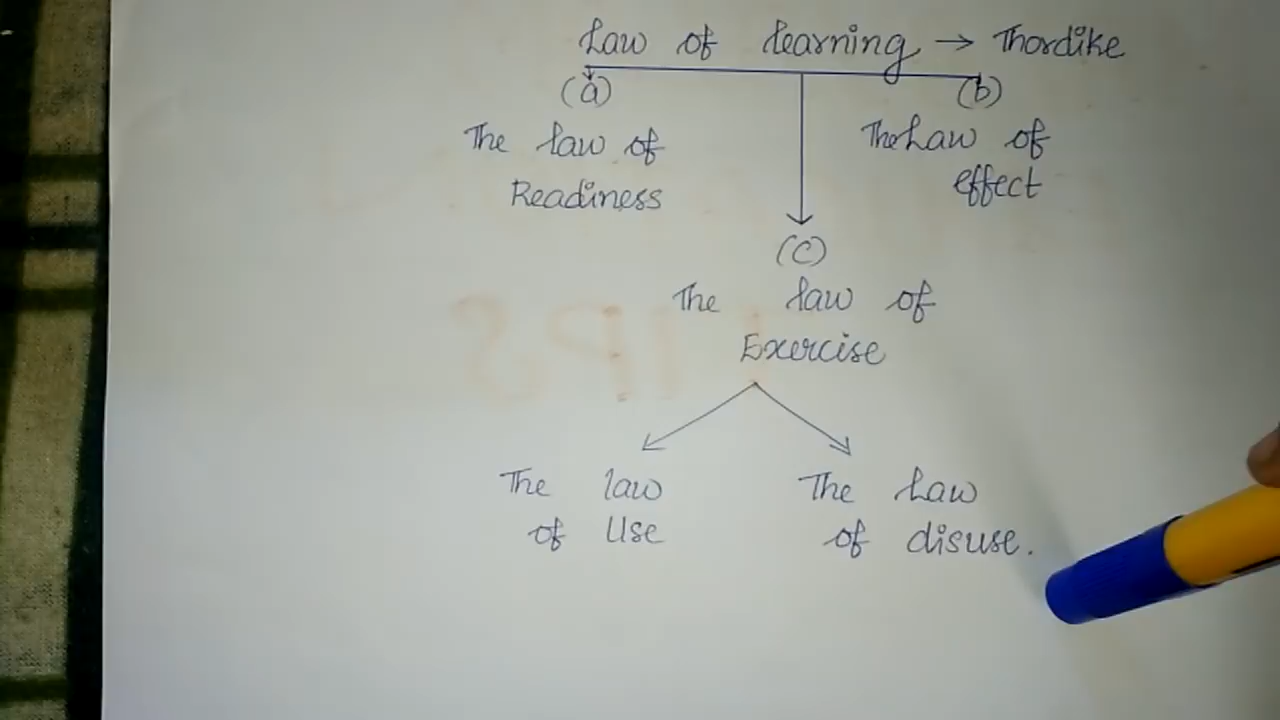 Law of learning → Thordike
(a)
The law of
Readiness
(b)
The Law of
effect
(c)
The law of
Exercise
The law
of Use
The Law
of disuse.